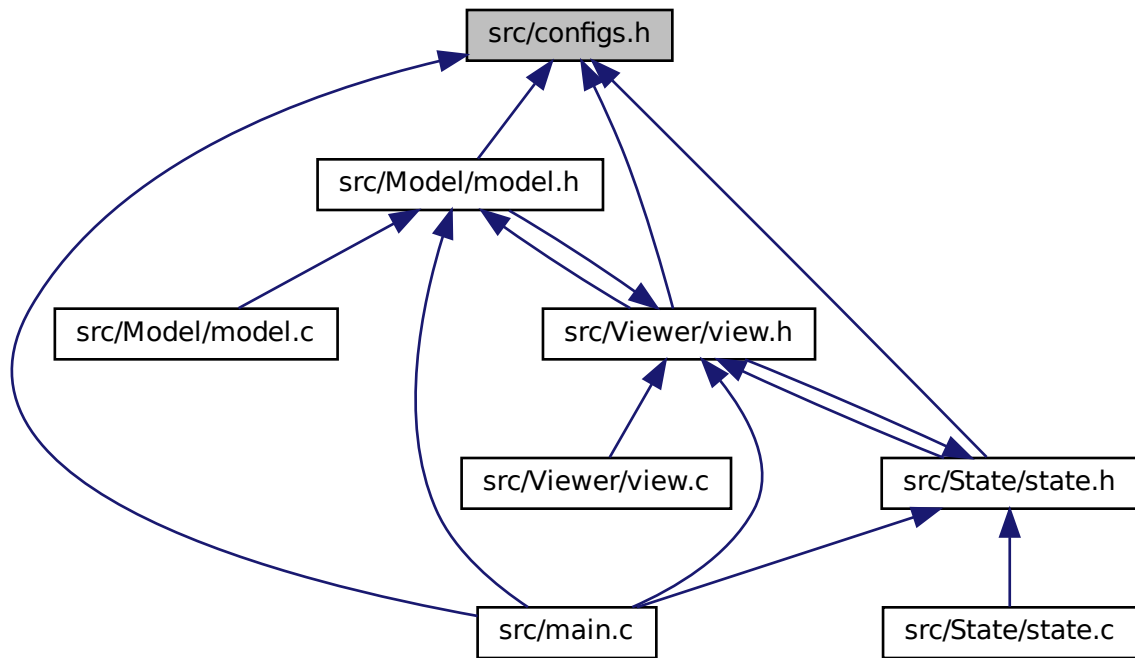 src/configs.h
src/Model/model.h
src/Model/model.c
src/Viewer/view.h
src/Viewer/view.c
src/State/state.h
src/main.c
src/State/state.c